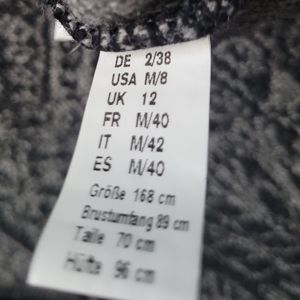 DE 2/38
USA M/8
UK 12
FR M/40
IT M/42
ES M/40
Größe 168 cm
Brustumfang 89 cm
Taile 70 cm
Hüfte 96 cm